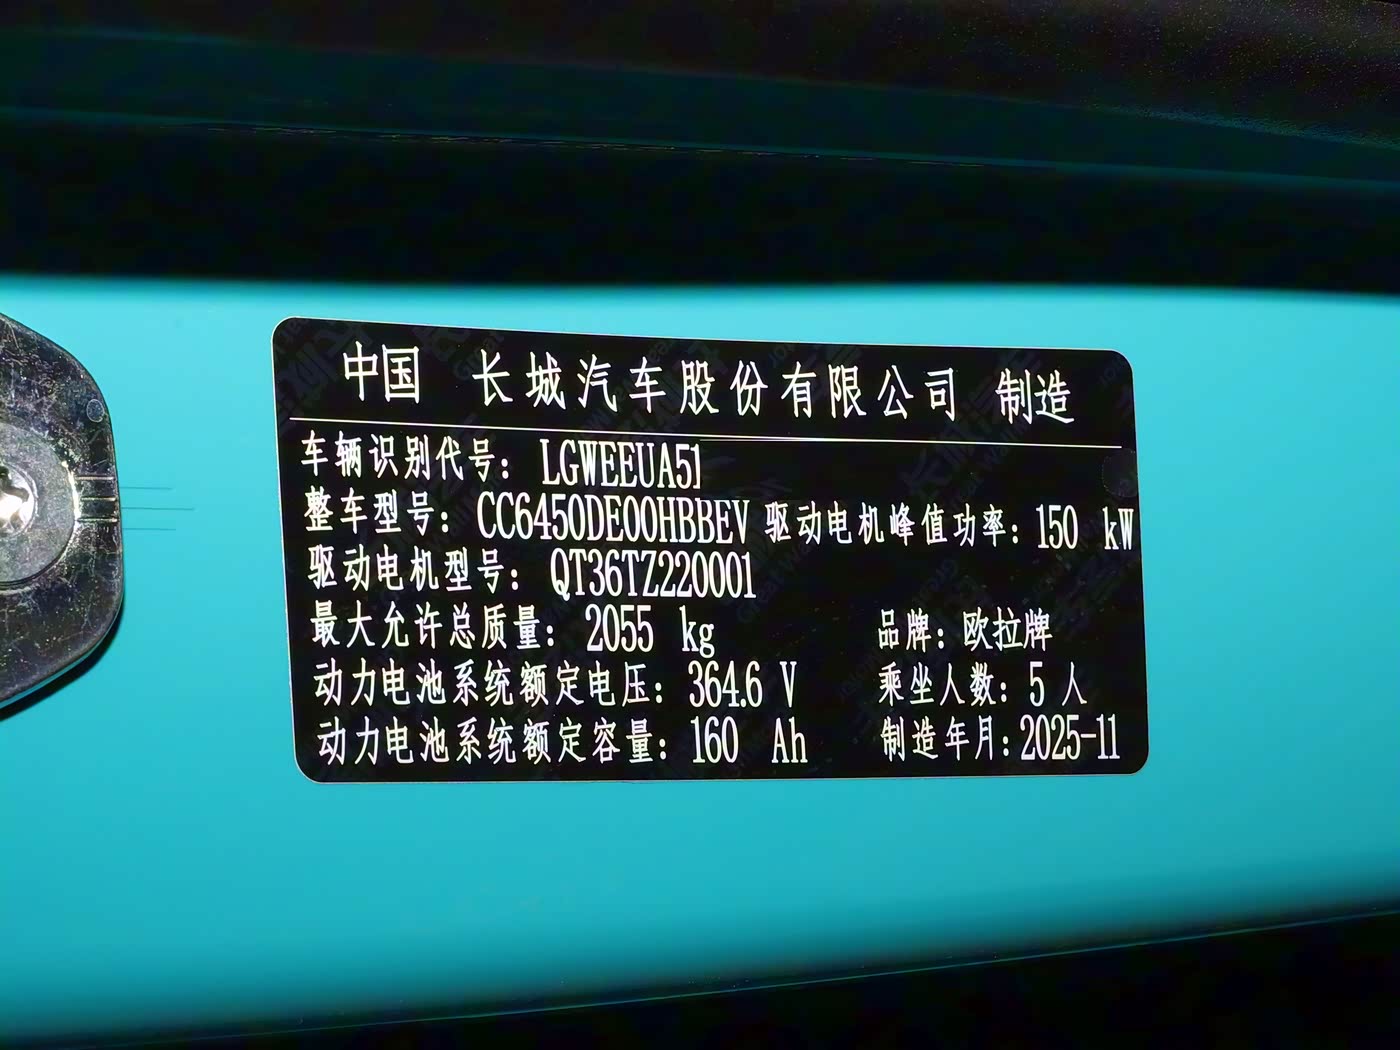 中国 长城汽车股份有限公司 制造
车辆识别代号: LGWEEUA51
整车型号: CC6450DE00HBBEV 驱动电机峰值功率: 150 kW
驱动电机型号: QT36TZ220001
最大允许总质量: 2055 kg 品牌: 欧拉牌
动力电池系统额定电压: 364.6 V 乘坐人数: 5 人
动力电池系统额定容量: 160 Ah 制造年月: 2025-11